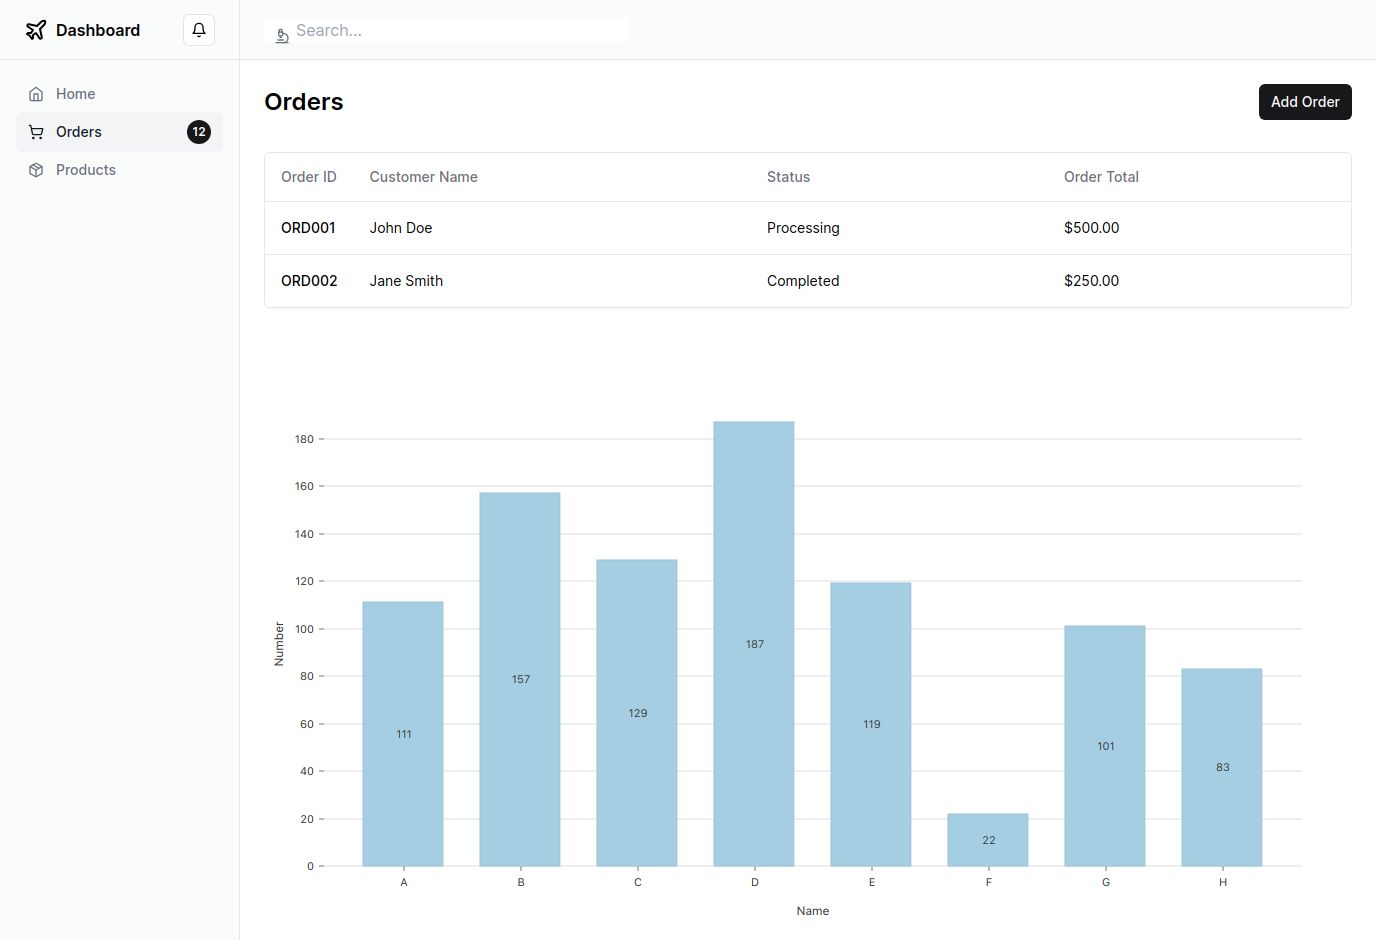 Dashboard
Search...
Home
Orders 12
Products
Orders
Add Order
Order ID Customer Name Status Order Total
ORD001 John Doe Processing $500.00
ORD002 Jane Smith Completed $250.00
180
160
140
120
100
80
60
40
20
0
Number
111
157
129
187
119
22
101
83
A B C D E F G H
Name